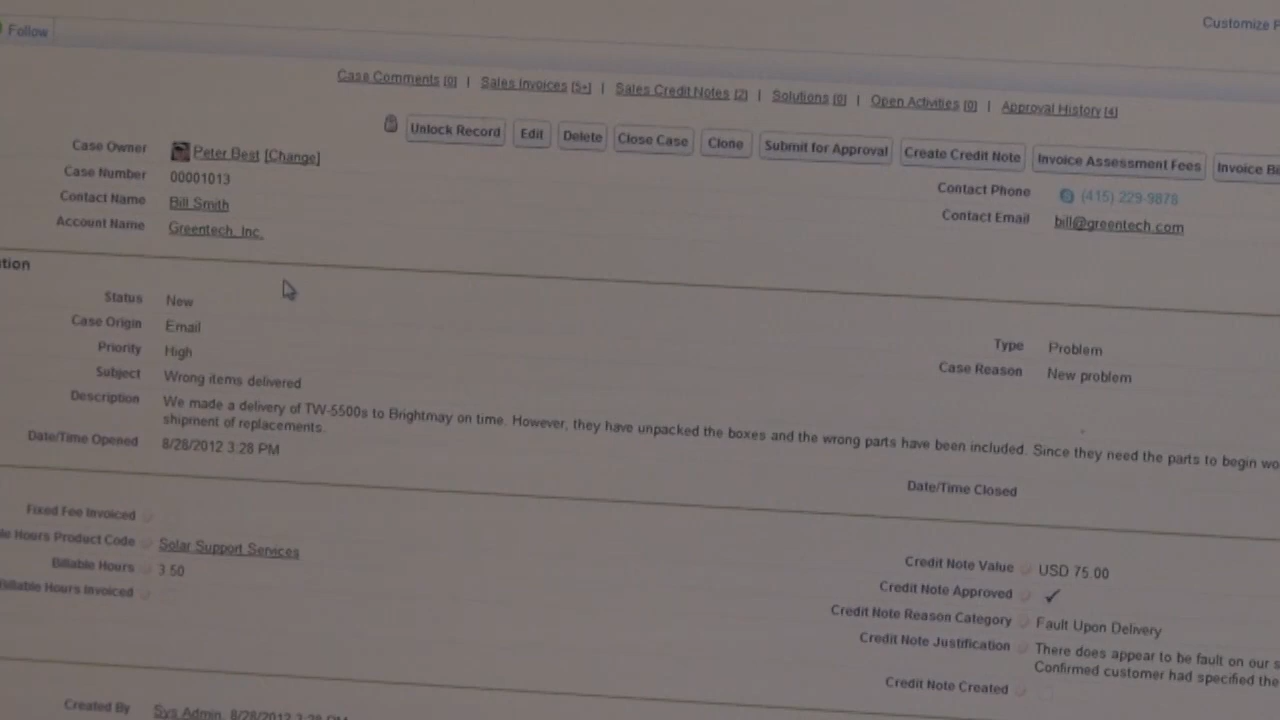 Follow
Customize
Case Comments [0] | Sales Invoices [5+] | Sales Credit Notes [2] | Solutions [0] | Open Activities [0] | Approval History [4]
Unlock Record Edit Delete Close Case Clone Submit for Approval Create Credit Note Invoice Assessment Fees Invoice
Case Owner Peter Best [Change]
Case Number 00001013
Contact Phone (415) 229-9878
Contact Name Bill Smith
Contact Email bill@greentech.com
Account Name Greentech, Inc.
tion
Status New
Case Origin Email
Type Problem
Priority High
Case Reason New problem
Subject Wrong items delivered
Description We made a delivery of TW-5500s to Brightmay on time. However, they have unpacked the boxes and the wrong parts have been included. Since they need the parts to begin wo
shipment of replacements.
Date/Time Opened 8/28/2012 3:28 PM
Date/Time Closed
Fixed Fee Invoiced
le Hours Product Code Solar Support Services
Credit Note Value USD 75.00
Billable Hours 3.50
Credit Note Approved ✓
Billable Hours Invoiced
Credit Note Reason Category Fault Upon Delivery
Credit Note Justification There does appear to be fault on our s
Confirmed customer had specified the
Credit Note Created
Created By Sys Admin, 8/28/2012 3:28 PM